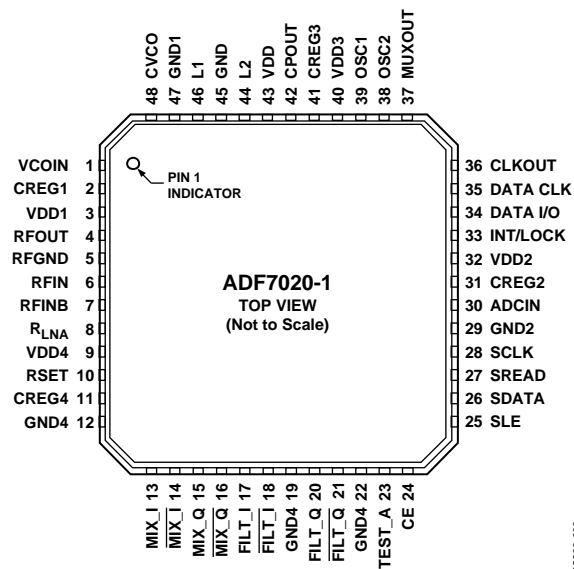 48 CVCO
47 GND1
46 L1
45 GND
44 L2
43 VDD
42 CPOUT
41 CREG3
40 VDD3
39 OSC1
38 OSC2
37 MUXOUT
VCOIN 1
CREG1 2
VDD1 3
RFOUT 4
RFGND 5
RFIN 6
RFINB 7
RLNA 8
VDD4 9
RSET 10
CREG4 11
GND4 12
PIN 1
INDICATOR
ADF7020-1
TOP VIEW
(Not to Scale)
36 CLKOUT
35 DATA CLK
34 DATA I/O
33 INT/LOCK
32 VDD2
31 CREG2
30 ADCIN
29 GND2
28 SCLK
27 SREAD
26 SDATA
25 SLE
MIX_I 13
MIX_I 14
MIX_Q 15
MIX_Q 16
FILT_I 17
FILT_I 18
GND4 19
FILT_Q 20
FILT_Q 21
GND4 22
TEST_A 23
CE 24